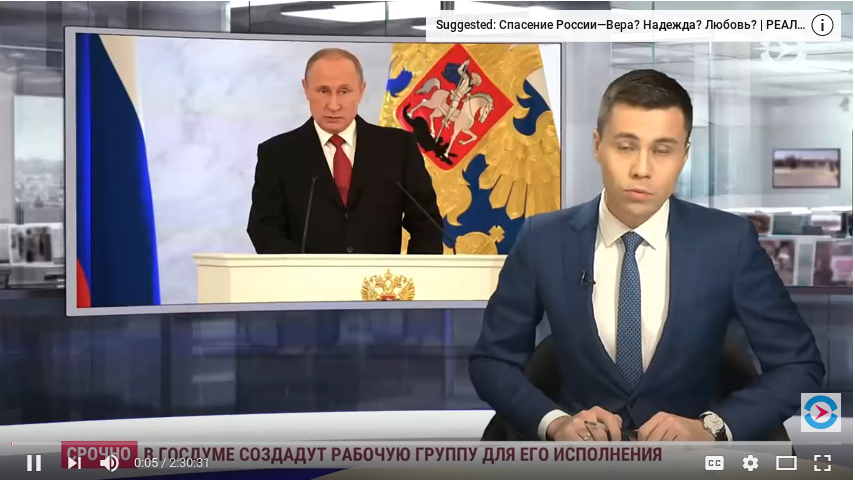 Suggested: Спасение России—Вера? Надежда? Любовь? | РЕАЛ...
СРОЧНО В ГОСДУМЕ СОЗДАДУТ РАБОЧУЮ ГРУППУ ДЛЯ ЕГО ИСПОЛНЕНИЯ
0:05 / 2:30:31
CC